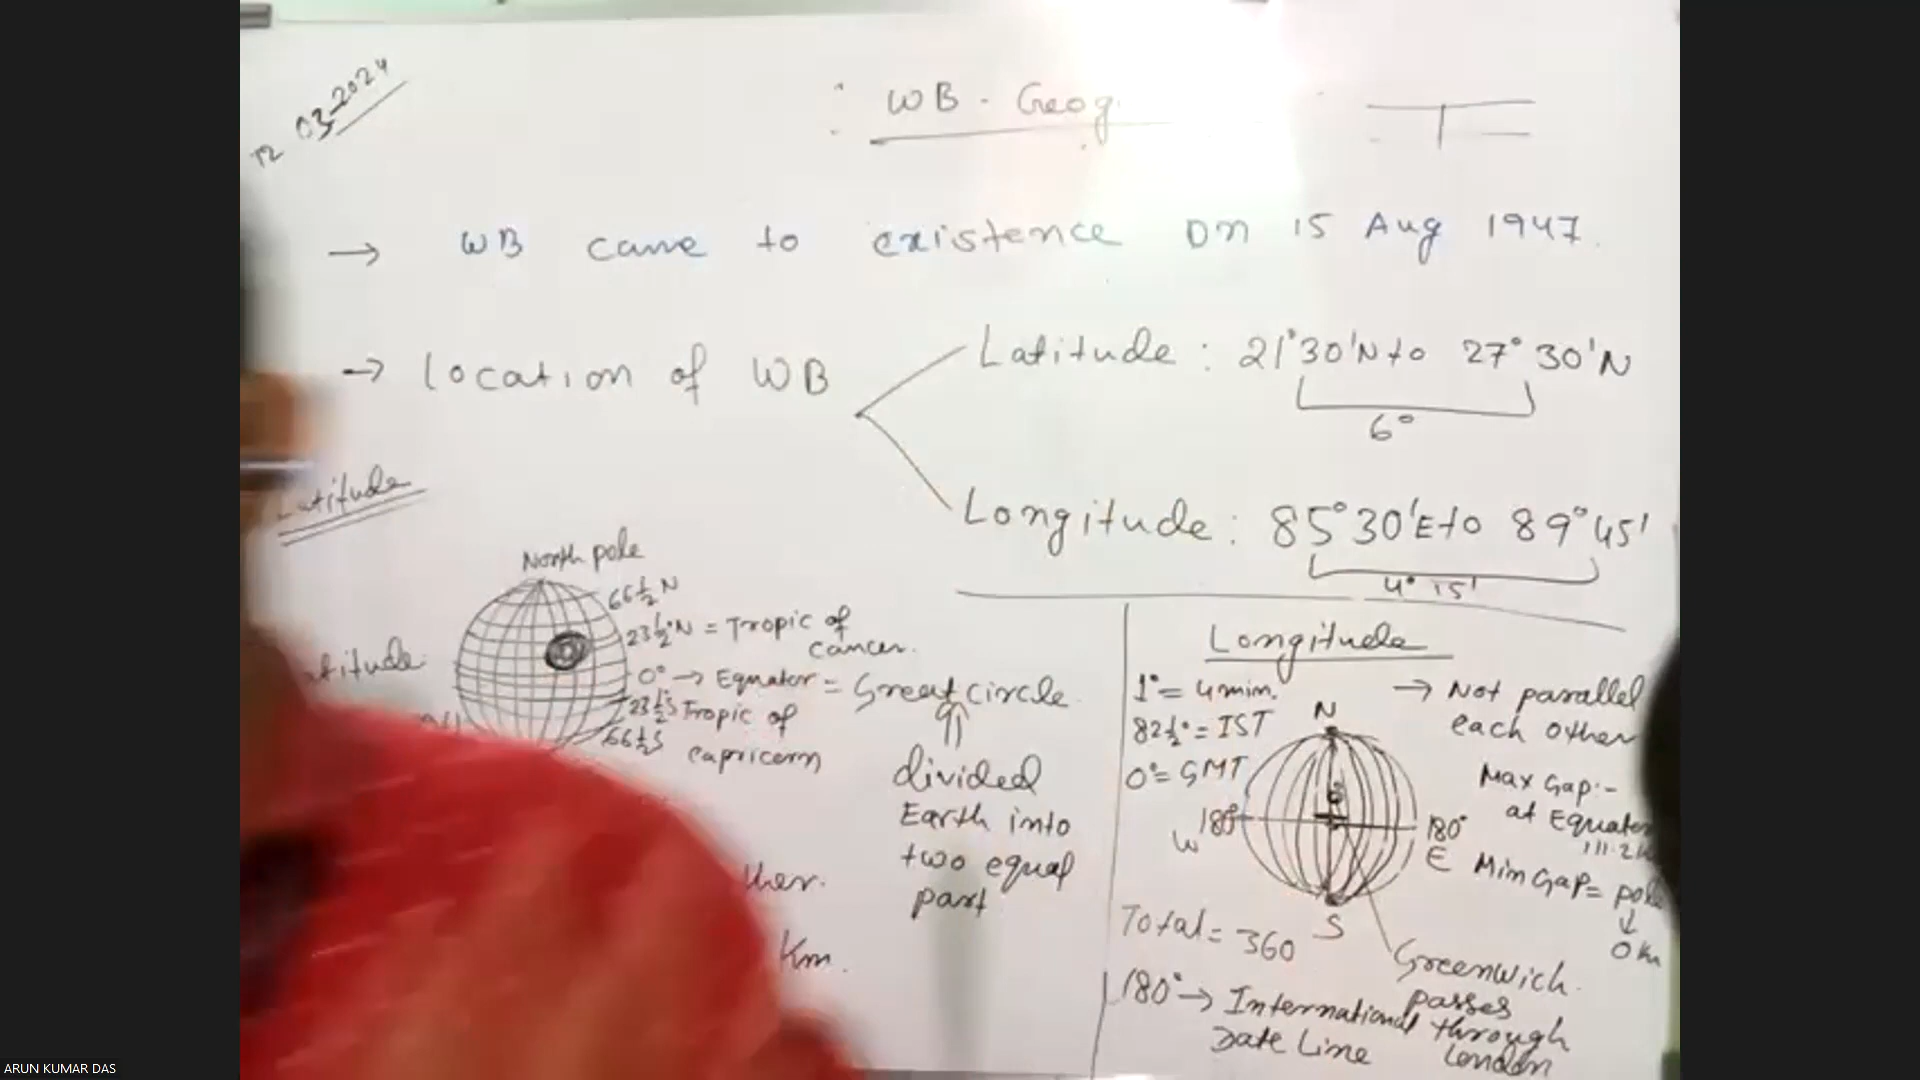 12 03-2024
WB - Geog
→ WB came to existence on 15 Aug 1947.
→ Location of WB
Latitude : 21°30'N to 27°30'N
6°
Longitude : 85°30'E to 89°45'
4° 15'
Latitude
North pole
66½ N
23½°N = Tropic of
cancer.
0° → Equator = Great circle.
23½S Tropic of
capricorn
66½S
divided
Earth into
two equal
part
Km.
Longitude
1° = 4 min.
82½° = IST
0° = GMT
N
→ Not parallel
each other
Max Gap:-
at Equator
111.2
180°
W
180°
E
Min Gap = pole
↓
0 Km
S
Total = 360
Greenwich
passes
through
London
180° → International
Date Line
ARUN KUMAR DAS